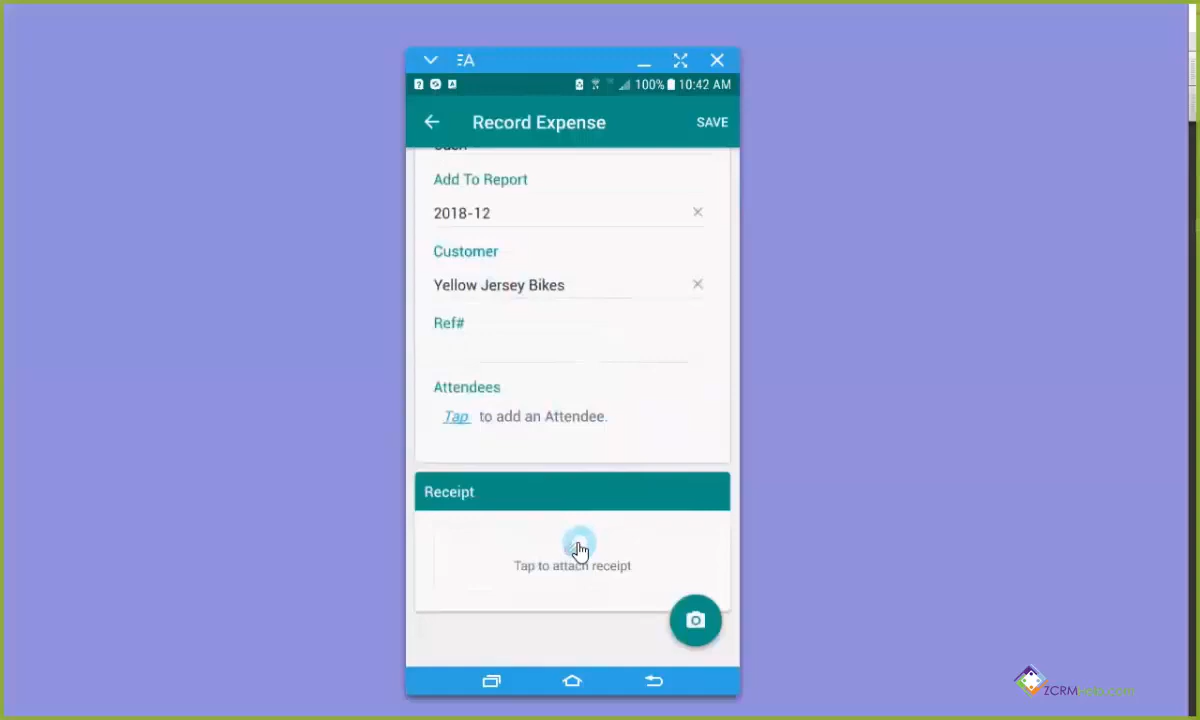 A
100% 10:42 AM
Record Expense SAVE
Add To Report
2018-12
Customer
Yellow Jersey Bikes
Ref#
Attendees
Tap to add an Attendee.
Receipt
Tap to attach receipt